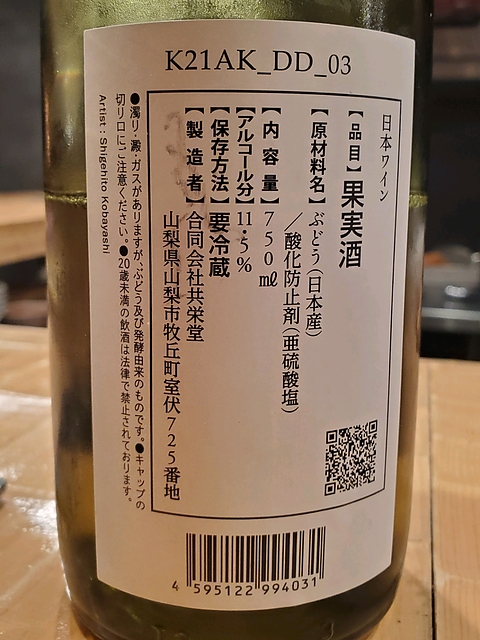 K21AK_DD_03
日本ワイン
【品目】果実酒
【原材料名】ぶどう(日本産)
／酸化防止剤(亜硫酸塩)
【内容量】750㎖
【アルコール分】11.5%
【保存方法】要冷蔵
【製造者】合同会社共栄堂
山梨県山梨市牧丘町室伏725番地
●濁り・澱・ガスがありますが、ぶどう及び発酵由来のものです。●キャップの
切り口にご注意ください。●20歳未満の飲酒は法律で禁止されております。
Artist : Shigehito Kobayashi
4 595122 994031